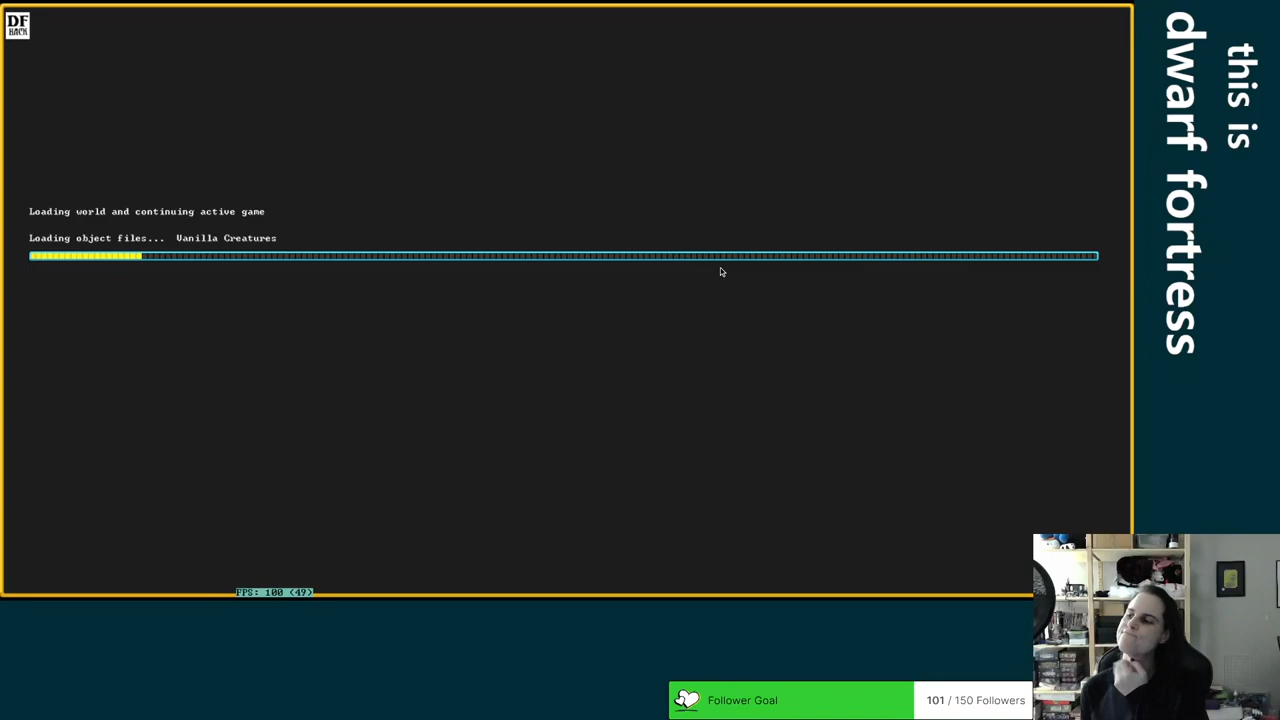 DF
HACK
this is
dwarf fortress
Loading world and continuing active game
Loading object files... Vanilla Creatures
FPS: 100 (49)
Follower Goal
101 / 150 Followers